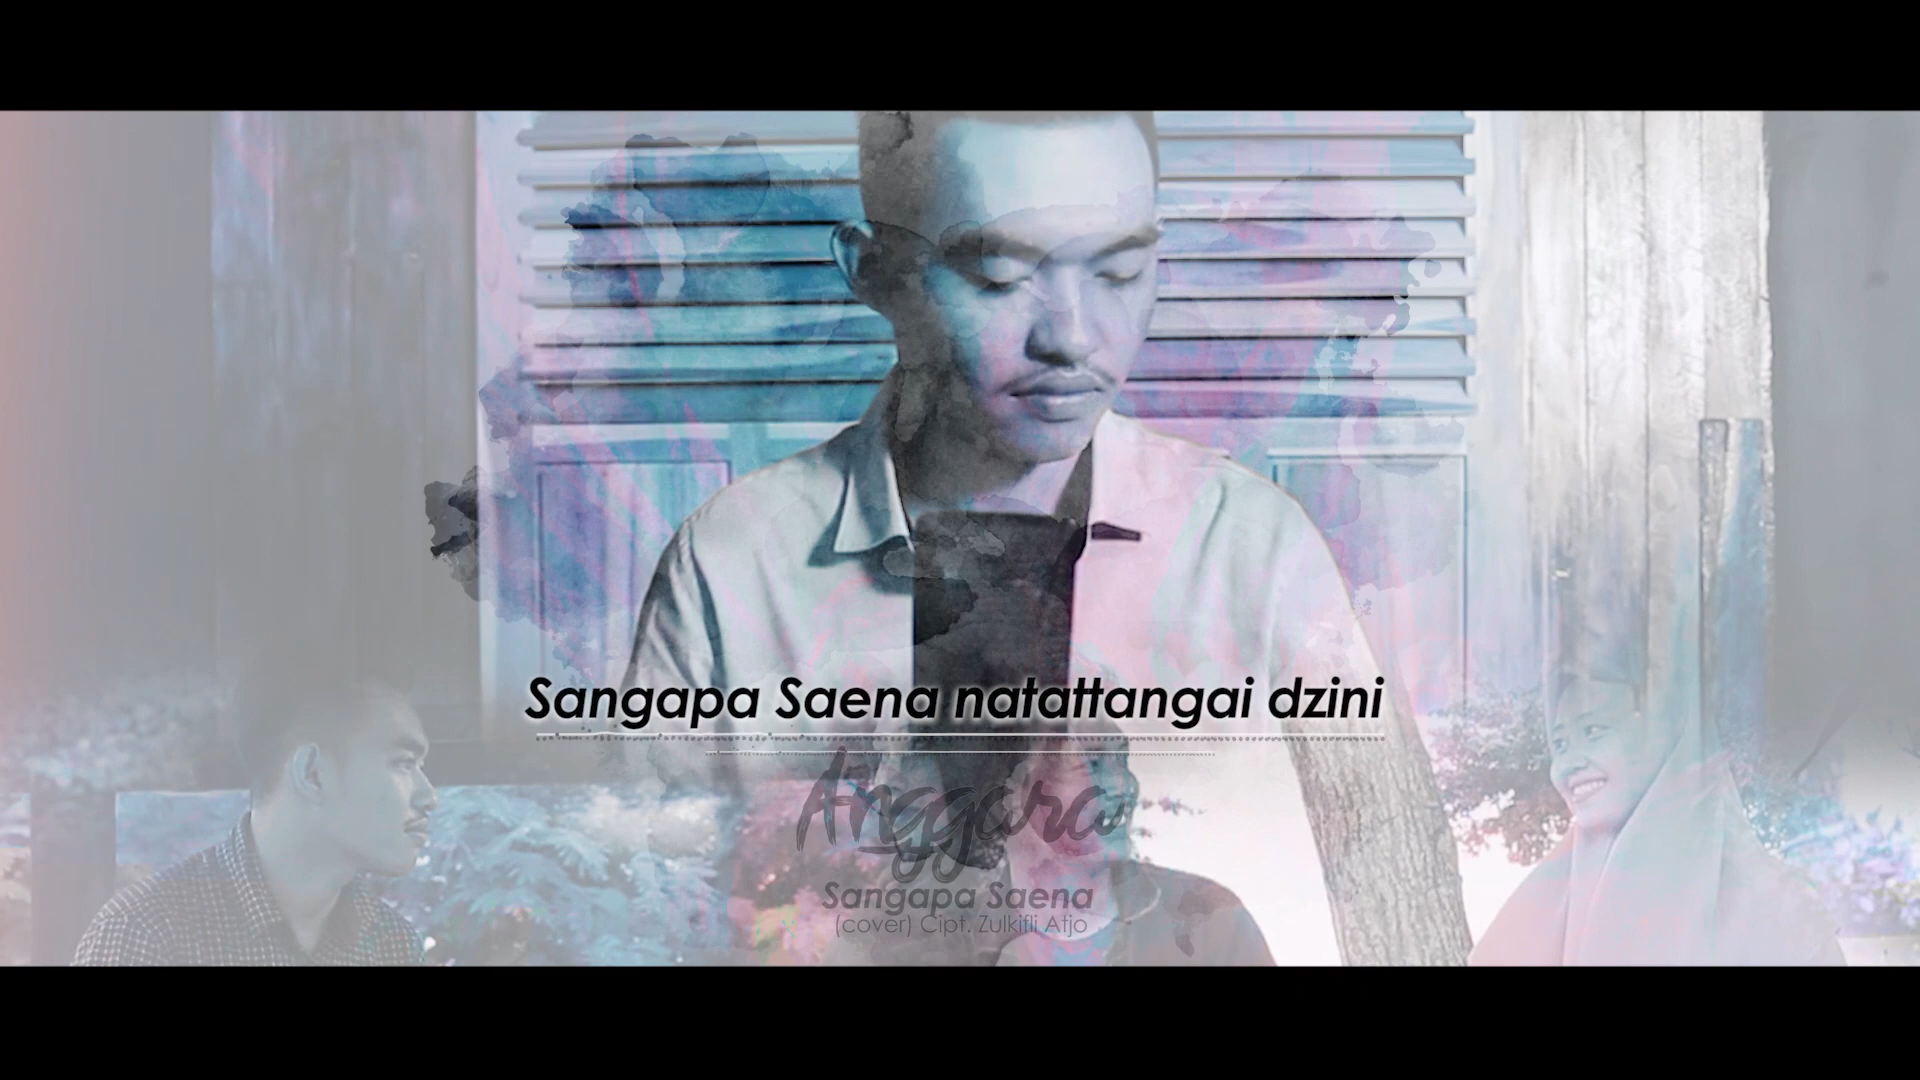 Sangapa Saena natattangai dzini
Anggara
Sangapa Saena
(cover) Cipt. Zulkifli Atjo